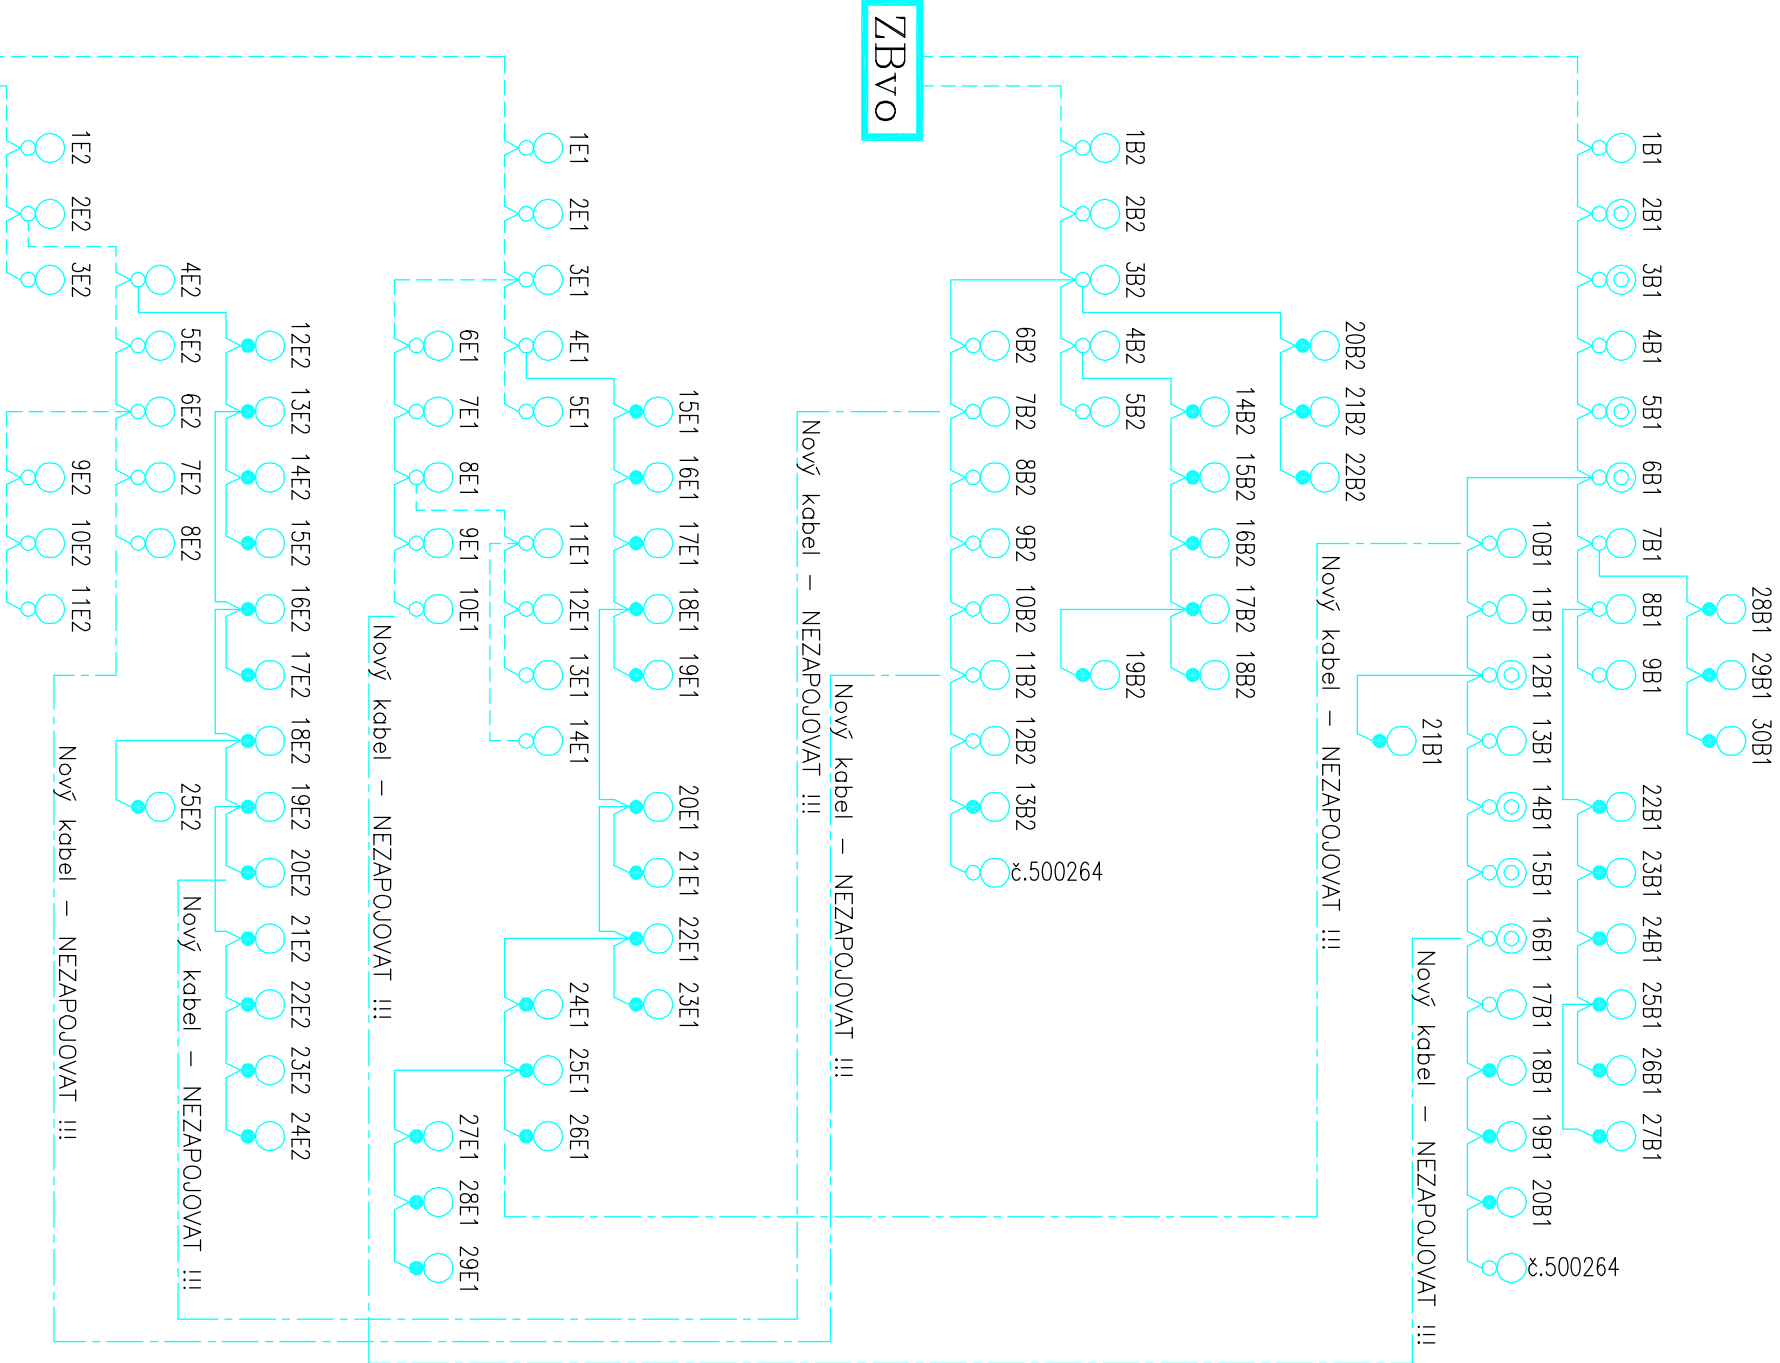 ZBvo
28B1 29B1 30B1
1B1 2B1 3B1 4B1 5B1 6B1 7B1 8B1 9B1 22B1 23B1 24B1 25B1 26B1 27B1
10B1 11B1 12B1 13B1 14B1 15B1 16B1 17B1 18B1 19B1 20B1
č.500264
21B1
Nový kabel – NEZAPOJOVAT !!!
20B2 21B2 22B2
Nový kabel – NEZAPOJOVAT !!!
14B2 15B2 16B2 17B2 18B2
1B2 2B2 3B2 4B2 5B2 19B2
6B2 7B2 8B2 9B2 10B2 11B2 12B2 13B2
č.500264
Nový kabel – NEZAPOJOVAT !!!
Nový kabel – NEZAPOJOVAT !!!
15E1 16E1 17E1 18E1 19E1 20E1 21E1 22E1 23E1
1E1 2E1 3E1 4E1 5E1 11E1 12E1 13E1 14E1 24E1 25E1 26E1
6E1 7E1 8E1 9E1 10E1 27E1 28E1 29E1
Nový kabel – NEZAPOJOVAT !!!
12E2 13E2 14E2 15E2 16E2 17E2 18E2 19E2 20E2 21E2 22E2 23E2 24E2
4E2 5E2 6E2 7E2 8E2 25E2
Nový kabel – NEZAPOJOVAT !!!
1E2 2E2 3E2 9E2 10E2 11E2
Nový kabel – NEZAPOJOVAT !!!